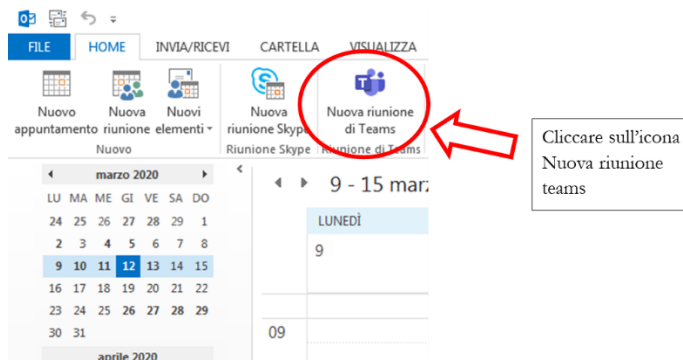 FILE HOME INVIA/RICEVI CARTELLA VISUALIZZA
Nuovo appuntamento
Nuova riunione
Nuovi elementi
Nuovo
Nuova riunione Skype
Riunione Skype
Nuova riunione di Teams
Riunione di Teams
Cliccare sull'icona
Nuova riunione
teams
marzo 2020
LU MA ME GI VE SA DO
24 25 26 27 28 29 1
2 3 4 5 6 7 8
9 10 11 12 13 14 15
16 17 18 19 20 21 22
23 24 25 26 27 28 29
30 31
aprile 2020
9 - 15
LUNEDÌ
9
09